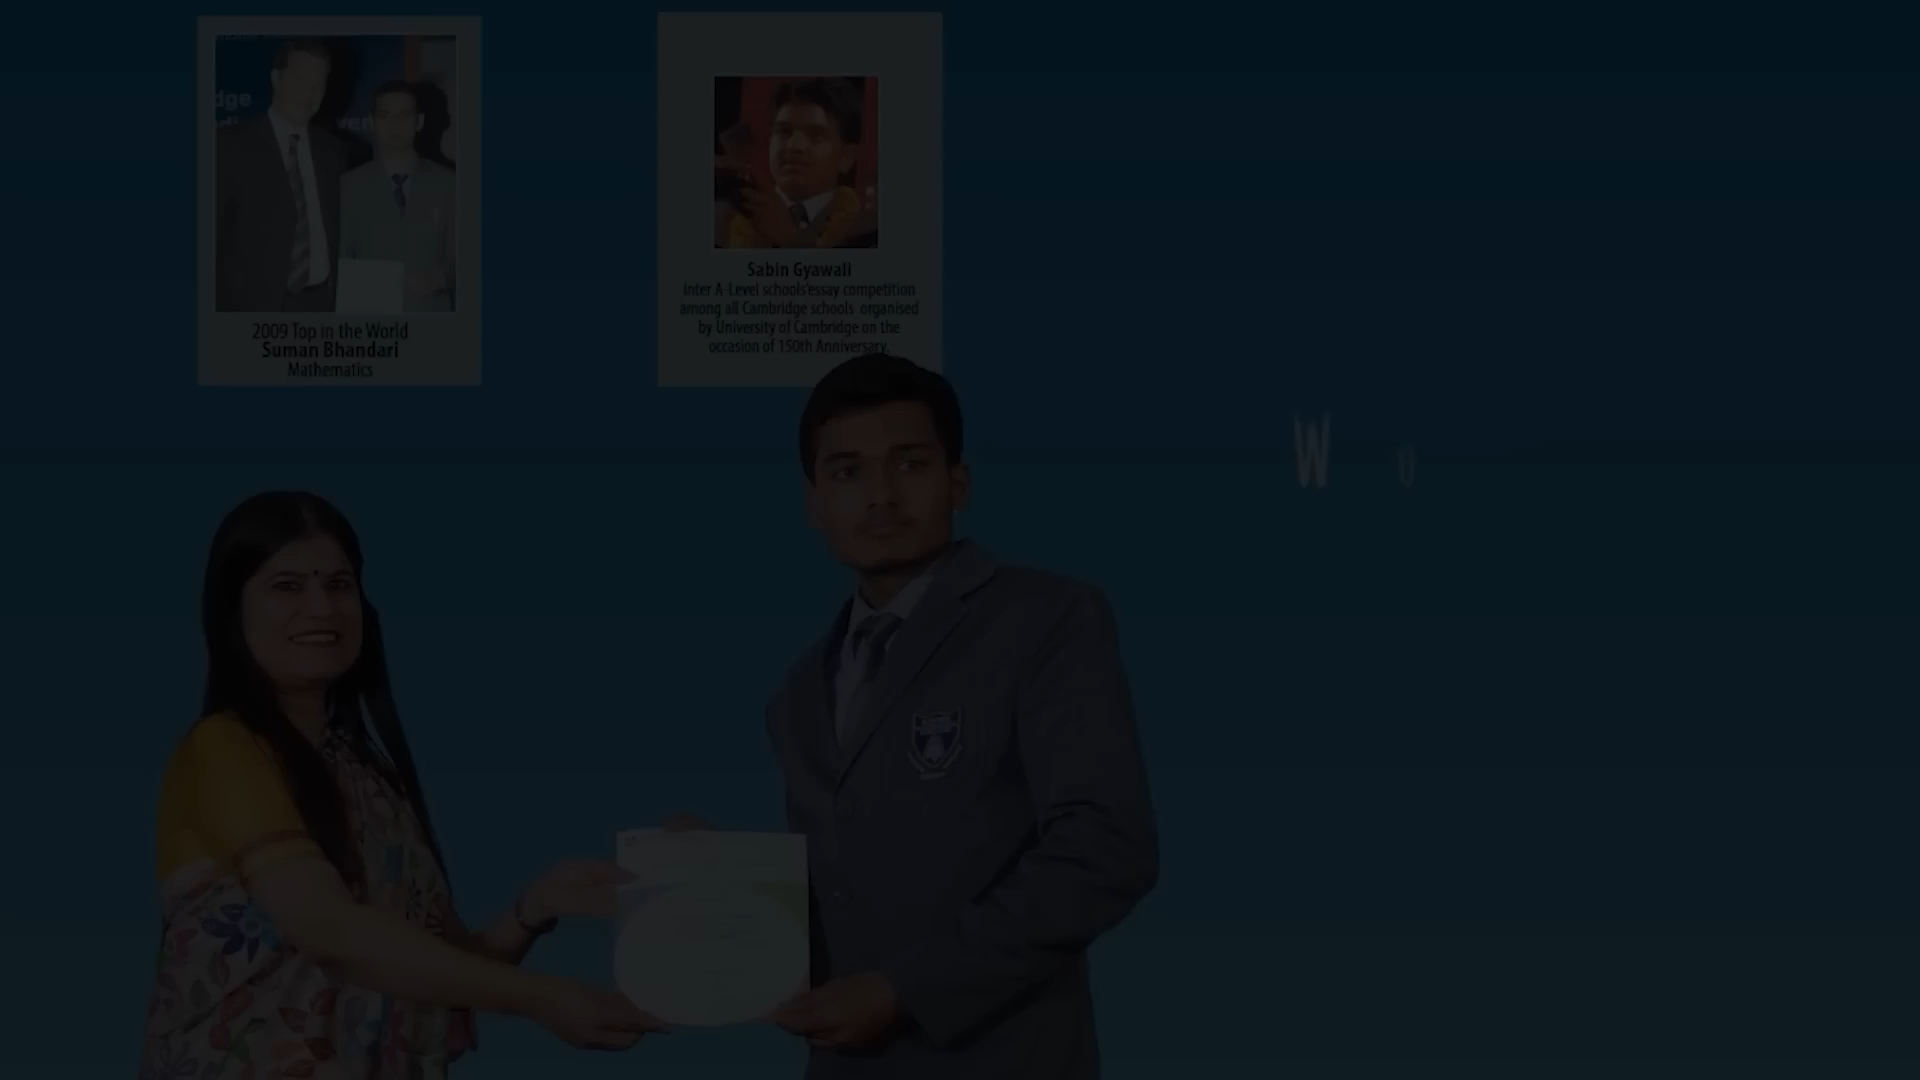 dge
2009 Top in the World
Suman Bhandari
Mathematics
Sabin Gyawali
Inter A-Level schools'essay competition
among all Cambridge schools organised
by University of Cambridge on the
occasion of 150th Anniversary.
W o